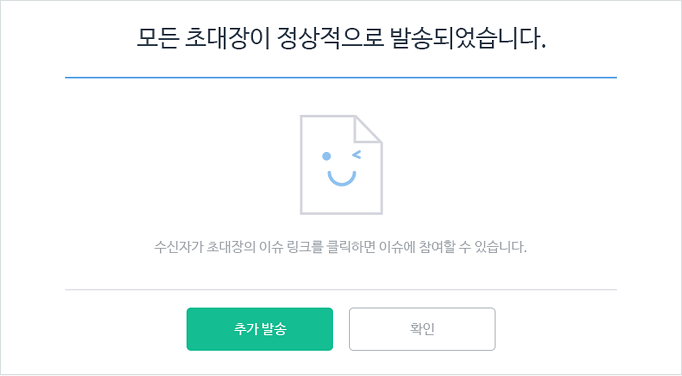 모든 초대장이 정상적으로 발송되었습니다.
수신자가 초대장의 이슈 링크를 클릭하면 이슈에 참여할 수 있습니다.
추가 발송
확인